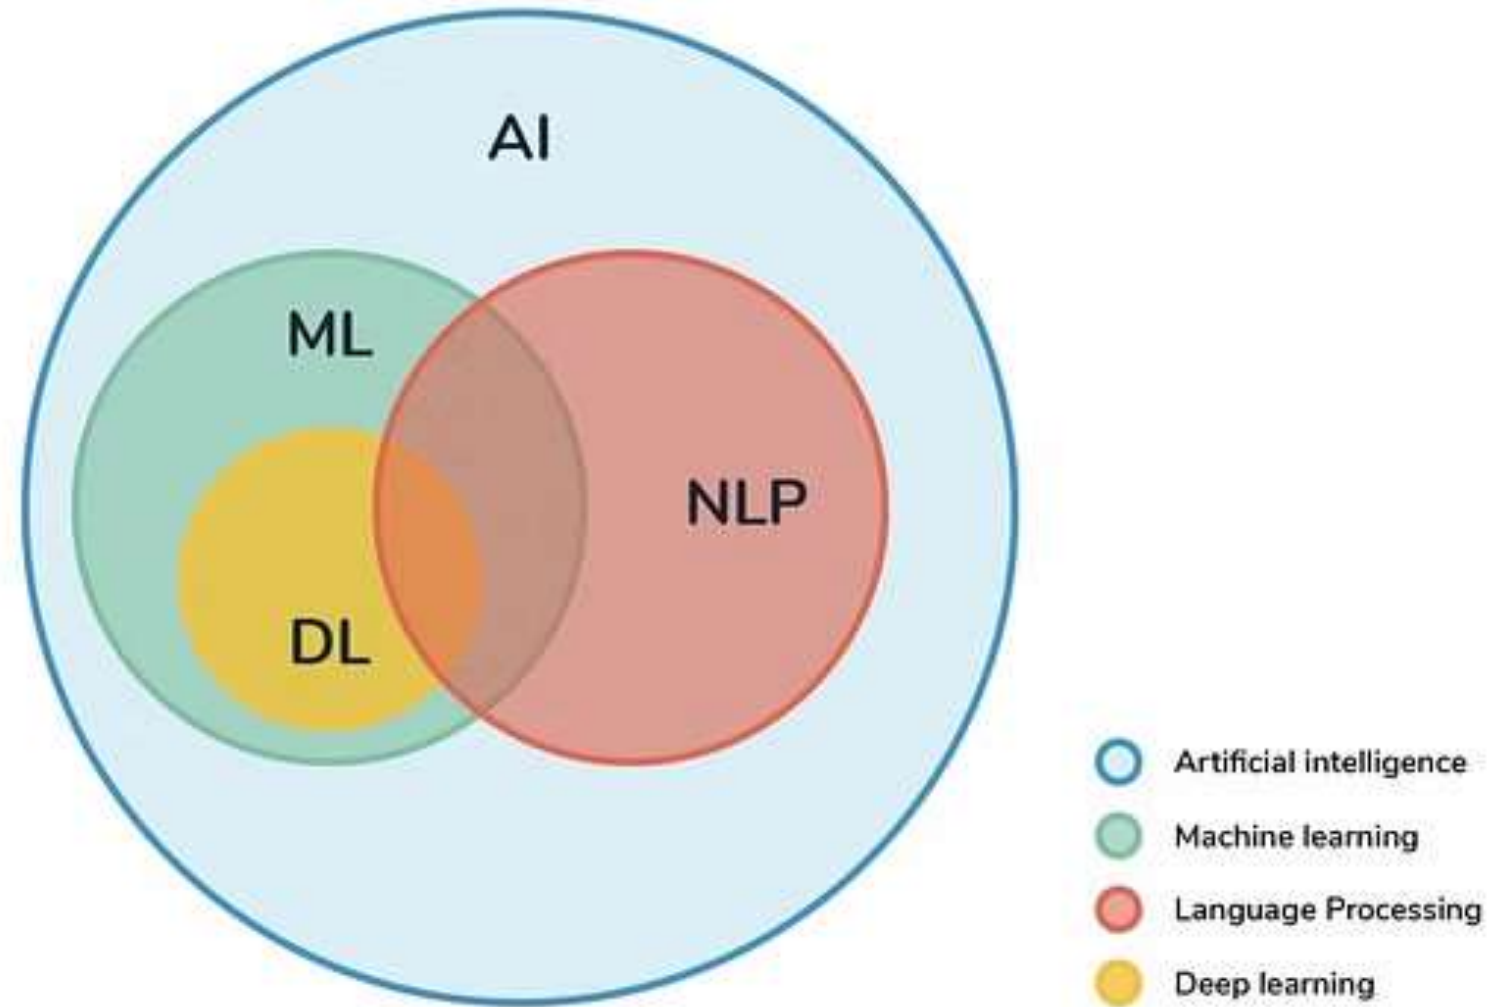 AI
ML
NLP
DL
Artificial intelligence
Machine learning
Language Processing
Deep learning